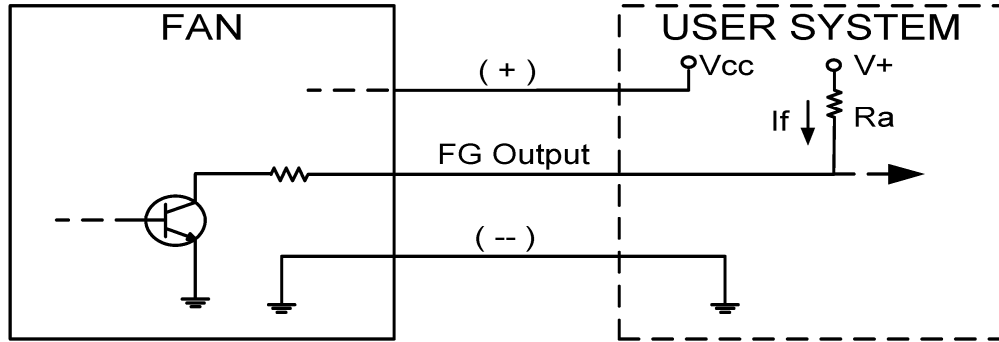 FAN
USER SYSTEM
( + )
Vcc
V+
If
Ra
FG Output
( -- )